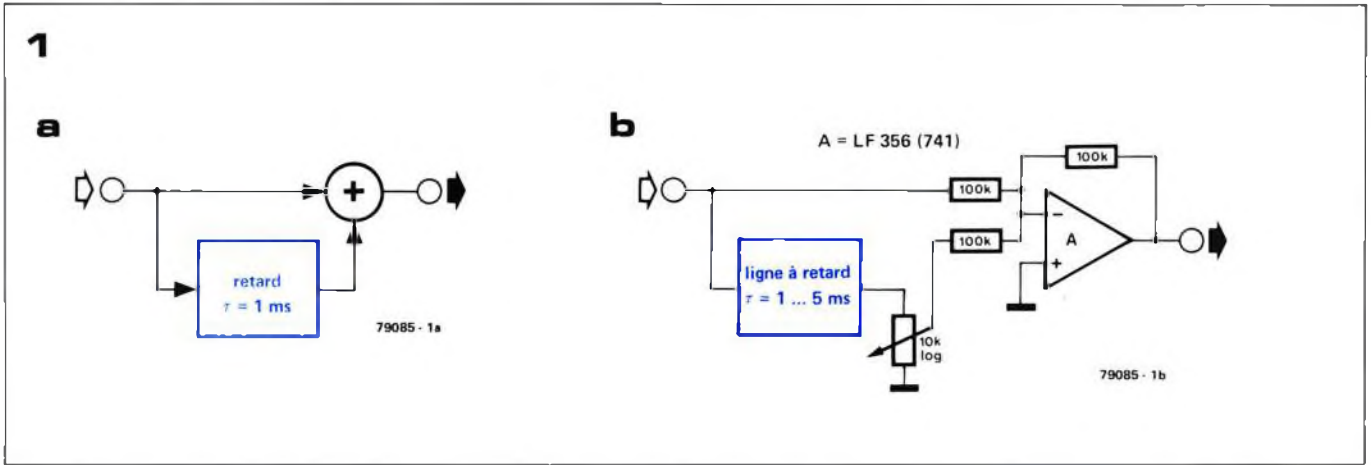 1
a
+
retard
τ = 1 ms
79085 - 1a
b
A = LF 356 (741)
100k
100k
100k
−
A
+
ligne à retard
τ = 1 ... 5 ms
10k
log
79085 - 1b